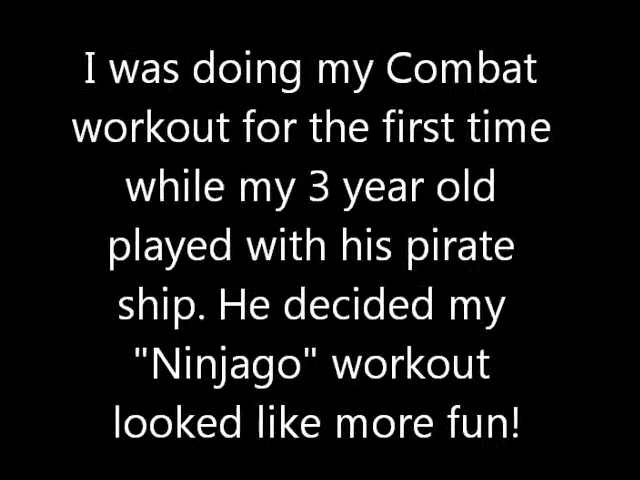 I was doing my Combat
workout for the first time
while my 3 year old
played with his pirate
ship. He decided my
"Ninjago" workout
looked like more fun!